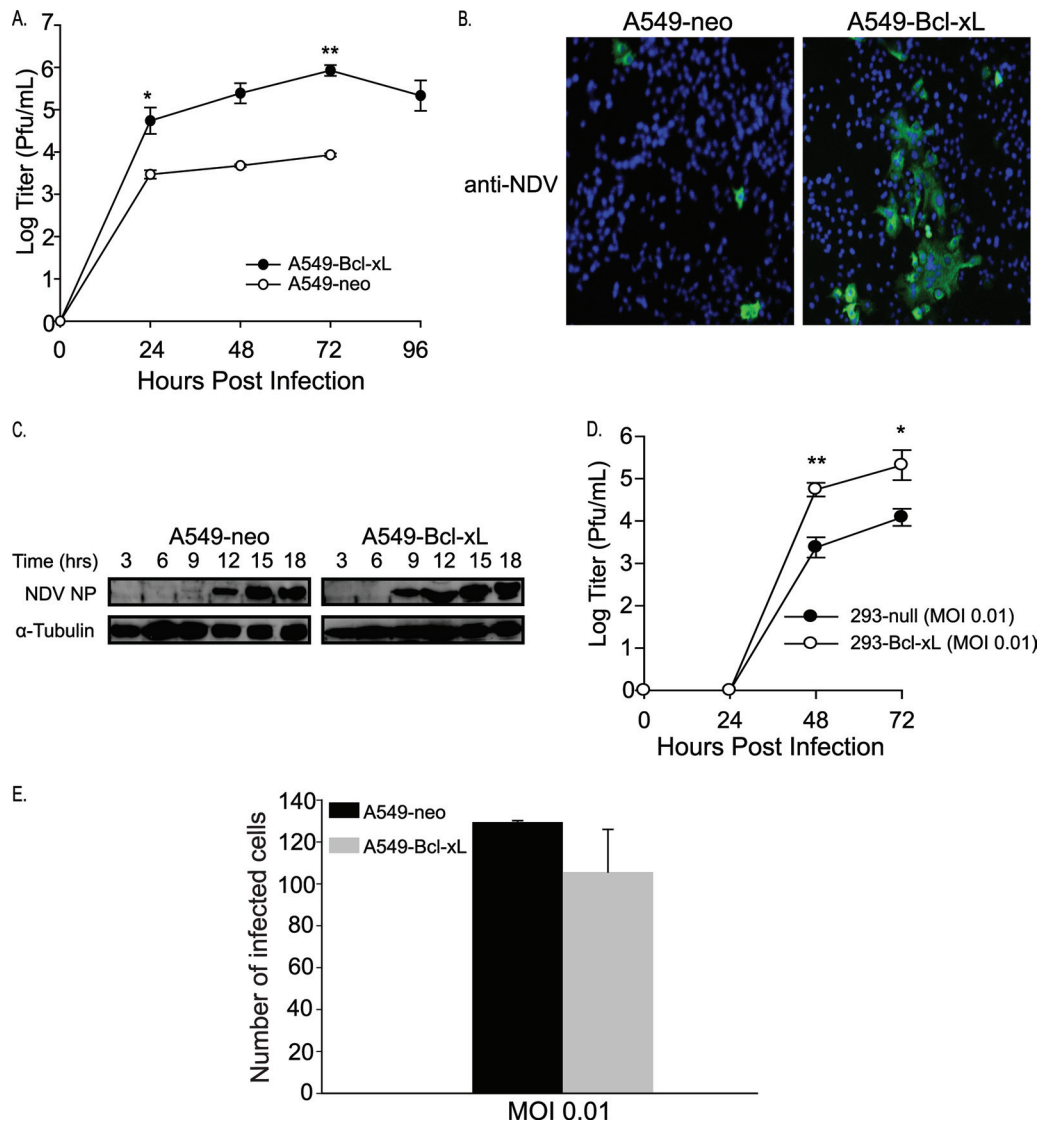 A.
7
6
5
4
3
2
1
0
Log Titer (Pfu/mL)
*
**
A549-Bcl-xL
A549-neo
0 24 48 72 96
Hours Post Infection
B.
A549-neo A549-Bcl-xL
anti-NDV
C.
A549-neo A549-Bcl-xL
Time (hrs) 3 6 9 12 15 18 3 6 9 12 15 18
NDV NP
α-Tubulin
D.
6
5
4
3
2
1
0
Log Titer (Pfu/mL)
**
*
293-null (MOI 0.01)
293-Bcl-xL (MOI 0.01)
0 24 48 72
Hours Post Infection
E.
140
120
100
80
60
40
20
0
Number of infected cells
A549-neo
A549-Bcl-xL
MOI 0.01